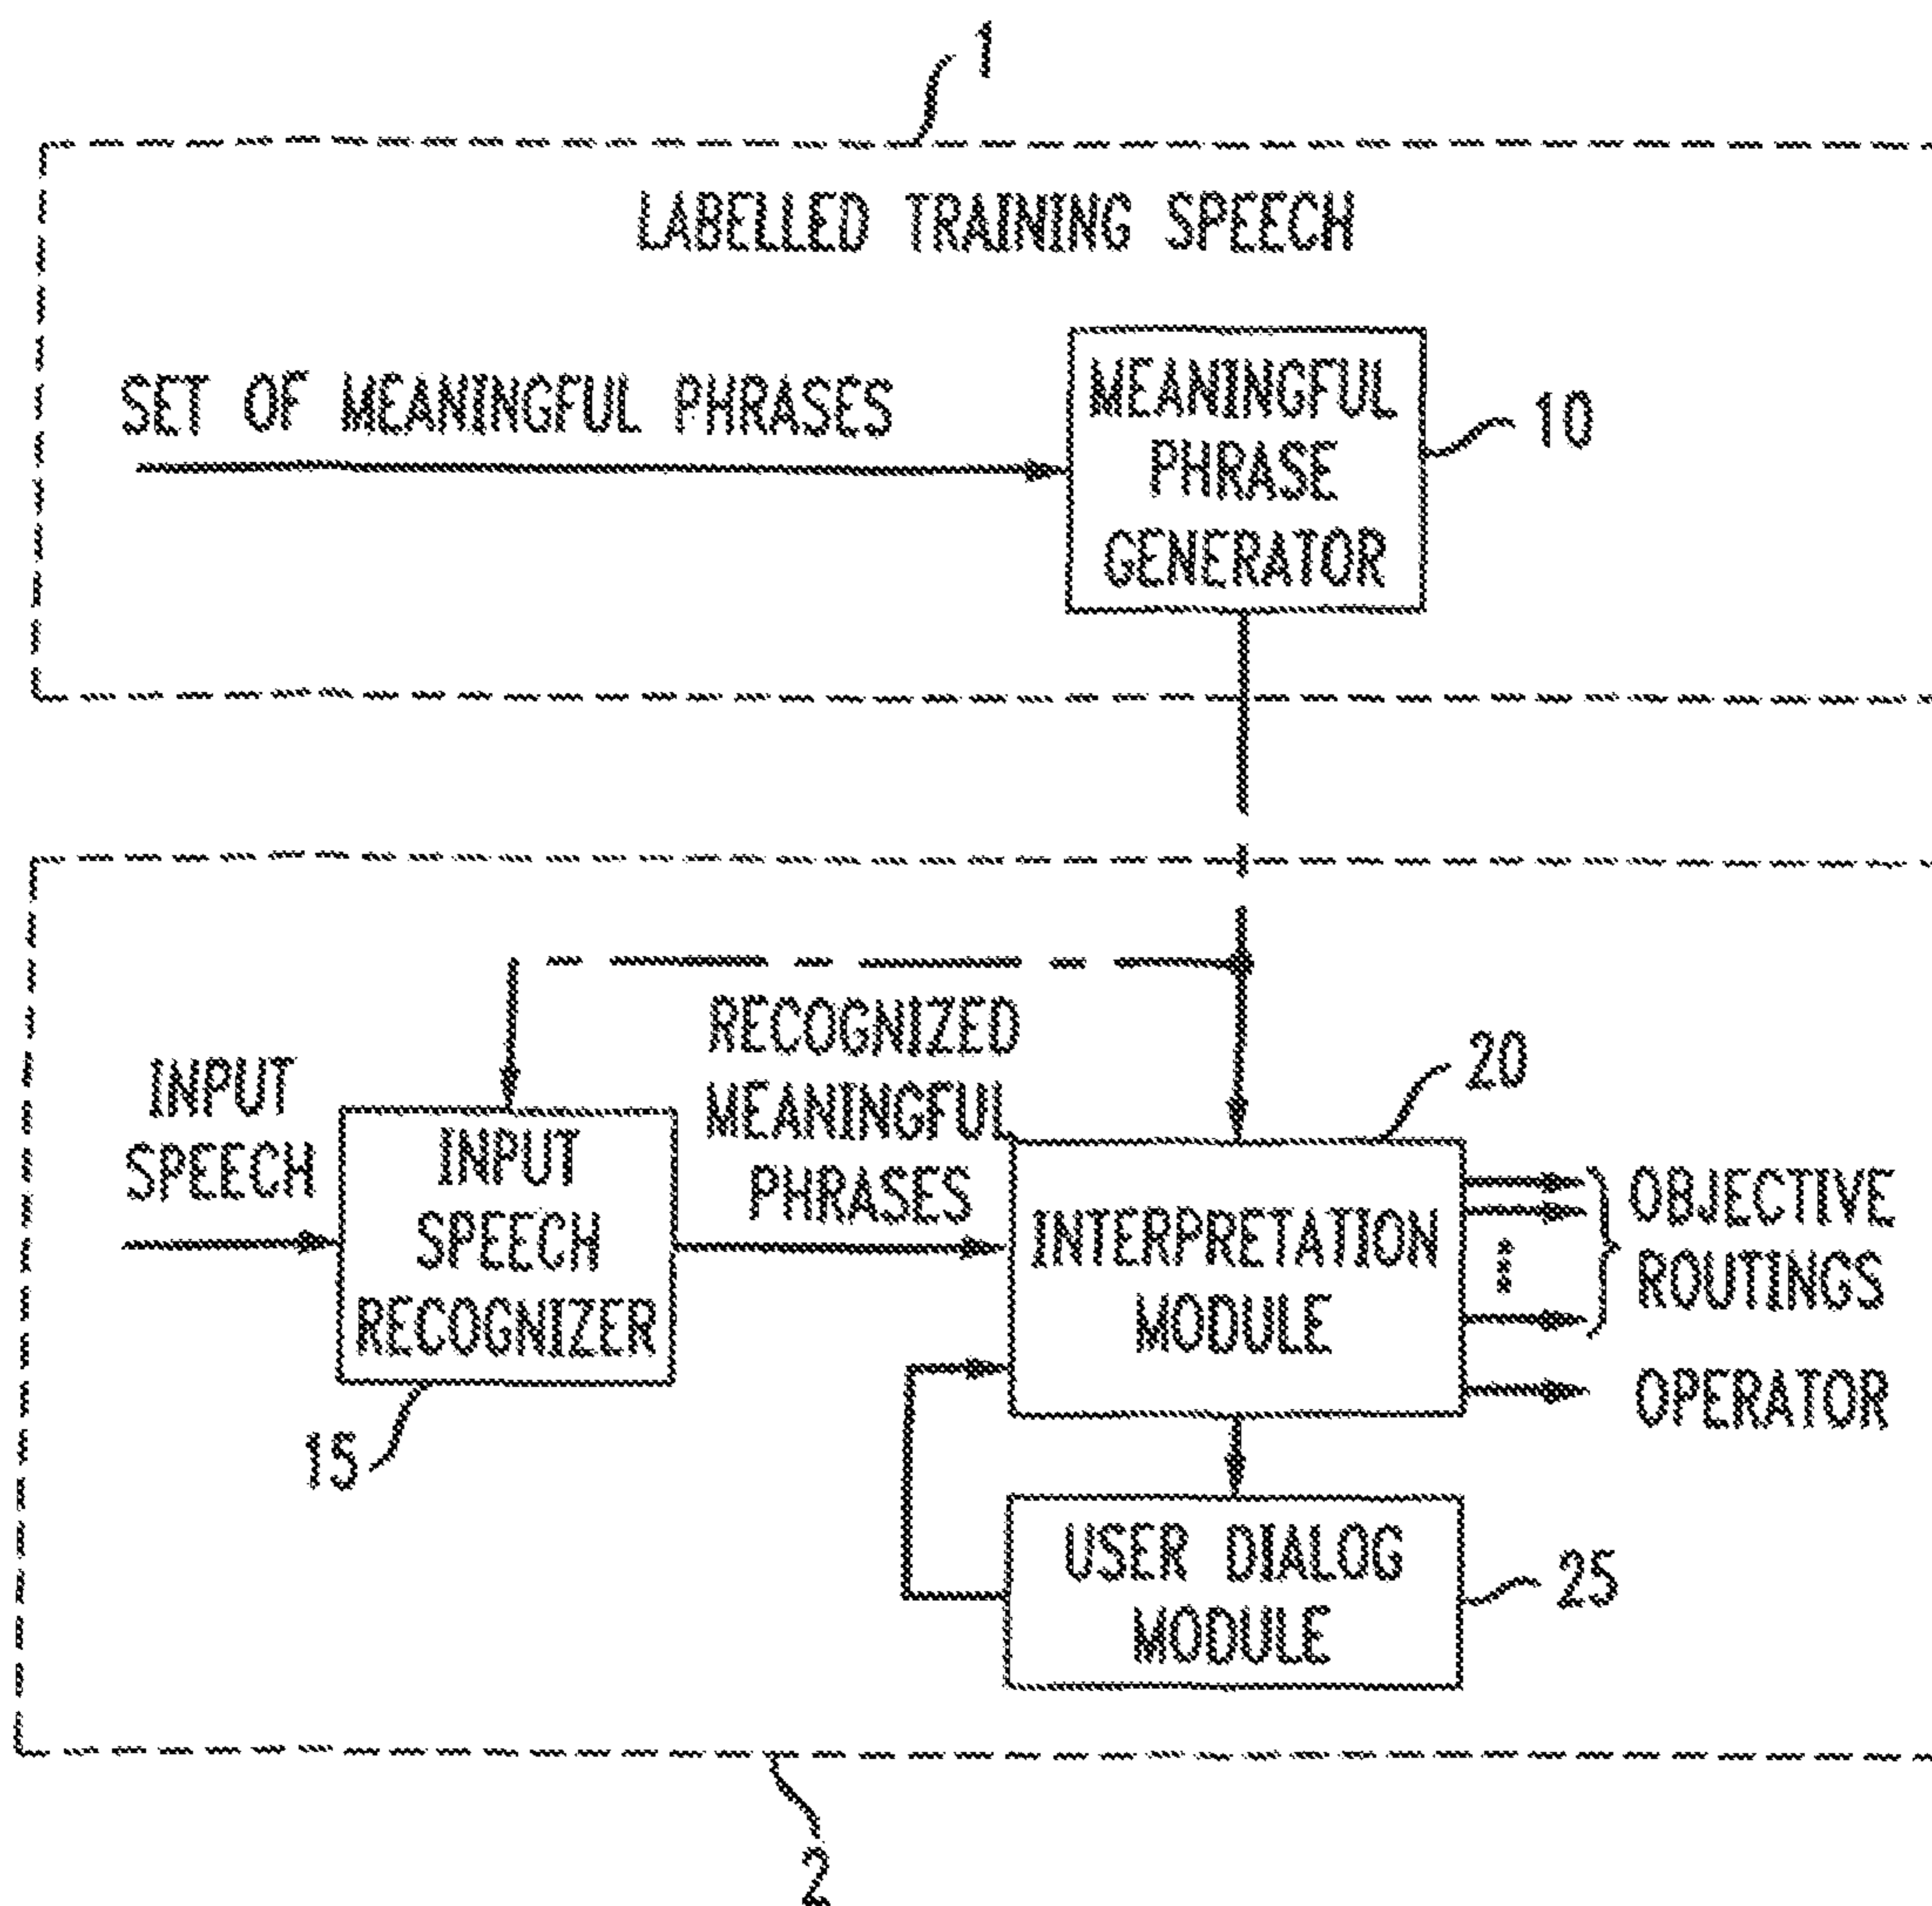 1
LABELLED TRAINING SPEECH
SET OF MEANINGFUL PHRASES
MEANINGFUL
PHRASE
GENERATOR
10
RECOGNIZED
MEANINGFUL
PHRASES
INPUT
SPEECH
INPUT
SPEECH
RECOGNIZER
15
20
INTERPRETATION
MODULE
OBJECTIVE
ROUTINGS
OPERATOR
USER DIALOG
MODULE
25
2